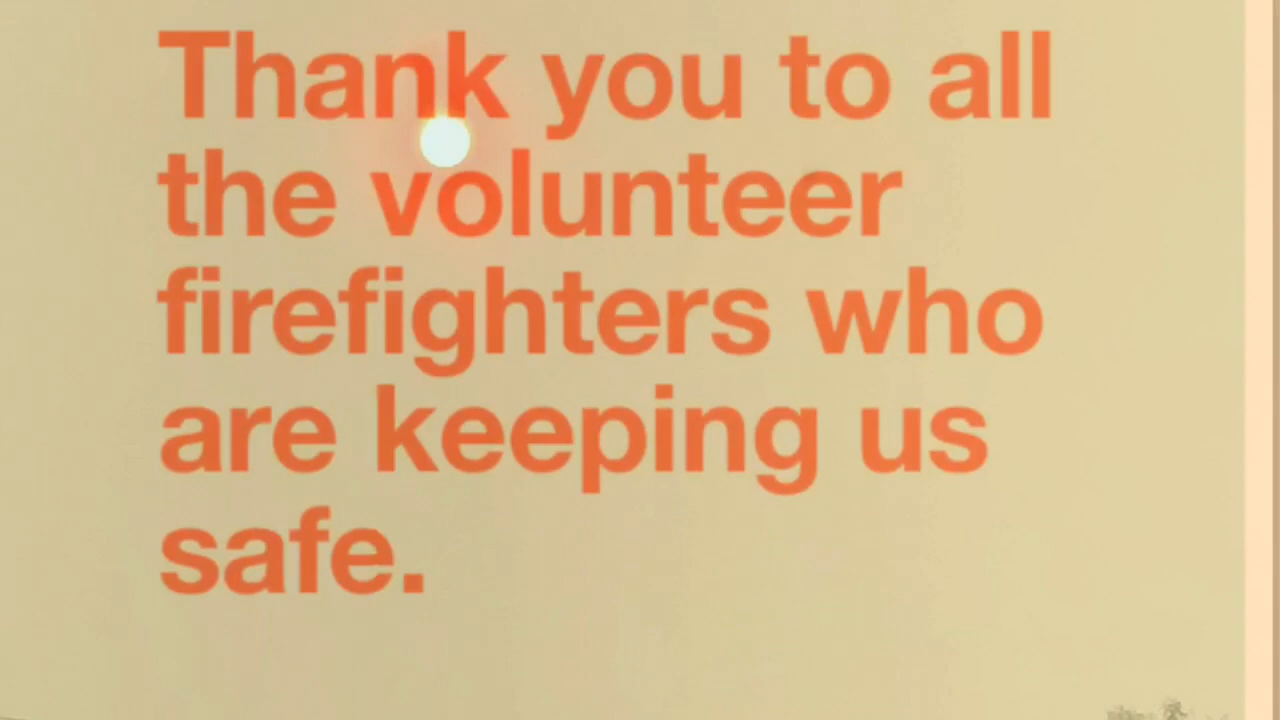 Thank you to all
the volunteer
firefighters who
are keeping us
safe.